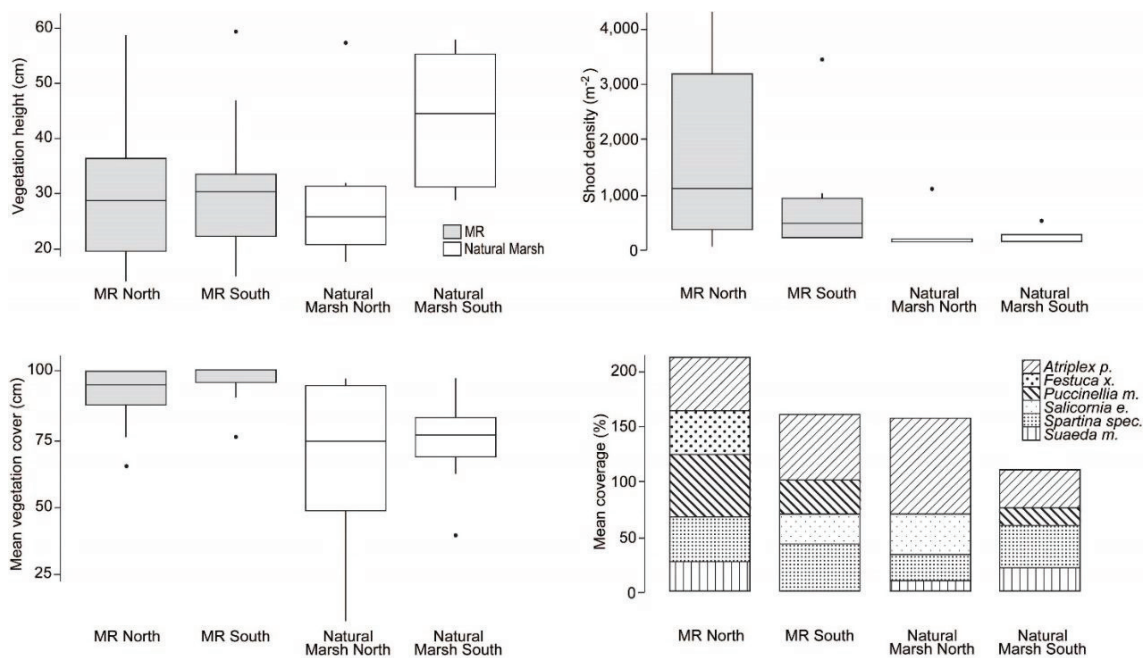 Vegetation height (cm)
60
50
40
30
20
MR
Natural Marsh
MR North
MR South
Natural
Marsh North
Natural
Marsh South
Shoot density (m-2)
4,000
3,000
2,000
1,000
0
MR North
MR South
Natural
Marsh North
Natural
Marsh South
Mean vegetation cover (cm)
100
75
50
25
MR North
MR South
Natural
Marsh North
Natural
Marsh South
Mean coverage (%)
200
150
100
50
0
Atriplex p.
Festuca x.
Puccinellia m.
Salicornia e.
Spartina spec.
Suaeda m.
MR North
MR South
Natural
Marsh North
Natural
Marsh South